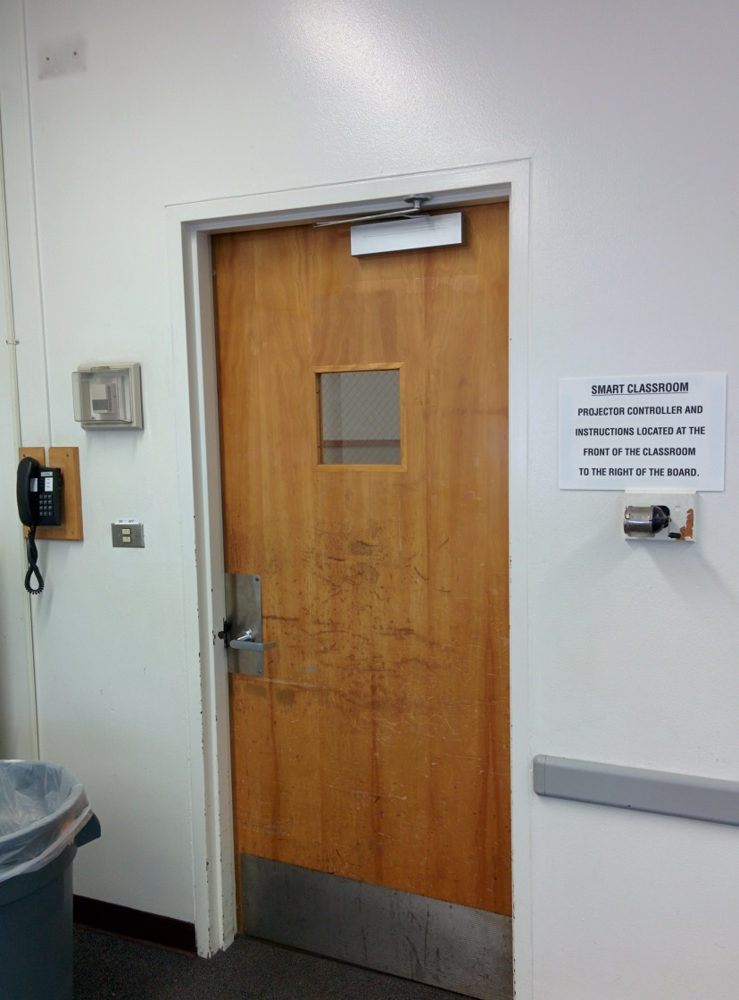 SMART CLASSROOM
PROJECTOR CONTROLLER AND
INSTRUCTIONS LOCATED AT THE
FRONT OF THE CLASSROOM
TO THE RIGHT OF THE BOARD.